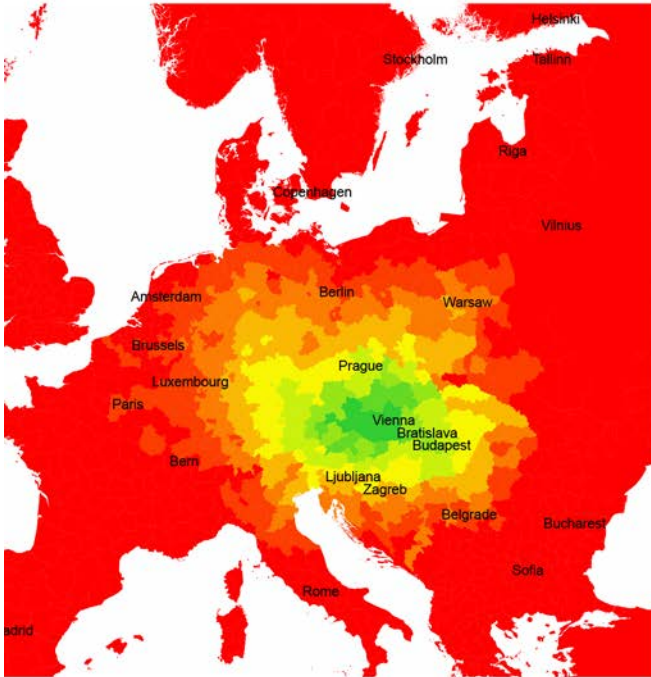 Helsinki
Stockholm
Tallinn
Riga
Copenhagen
Vilnius
Amsterdam
Berlin
Warsaw
Brussels
Prague
Luxembourg
Paris
Vienna
Bratislava
Budapest
Bern
Ljubljana
Zagreb
Belgrade
Bucharest
Sofia
Rome
adrid